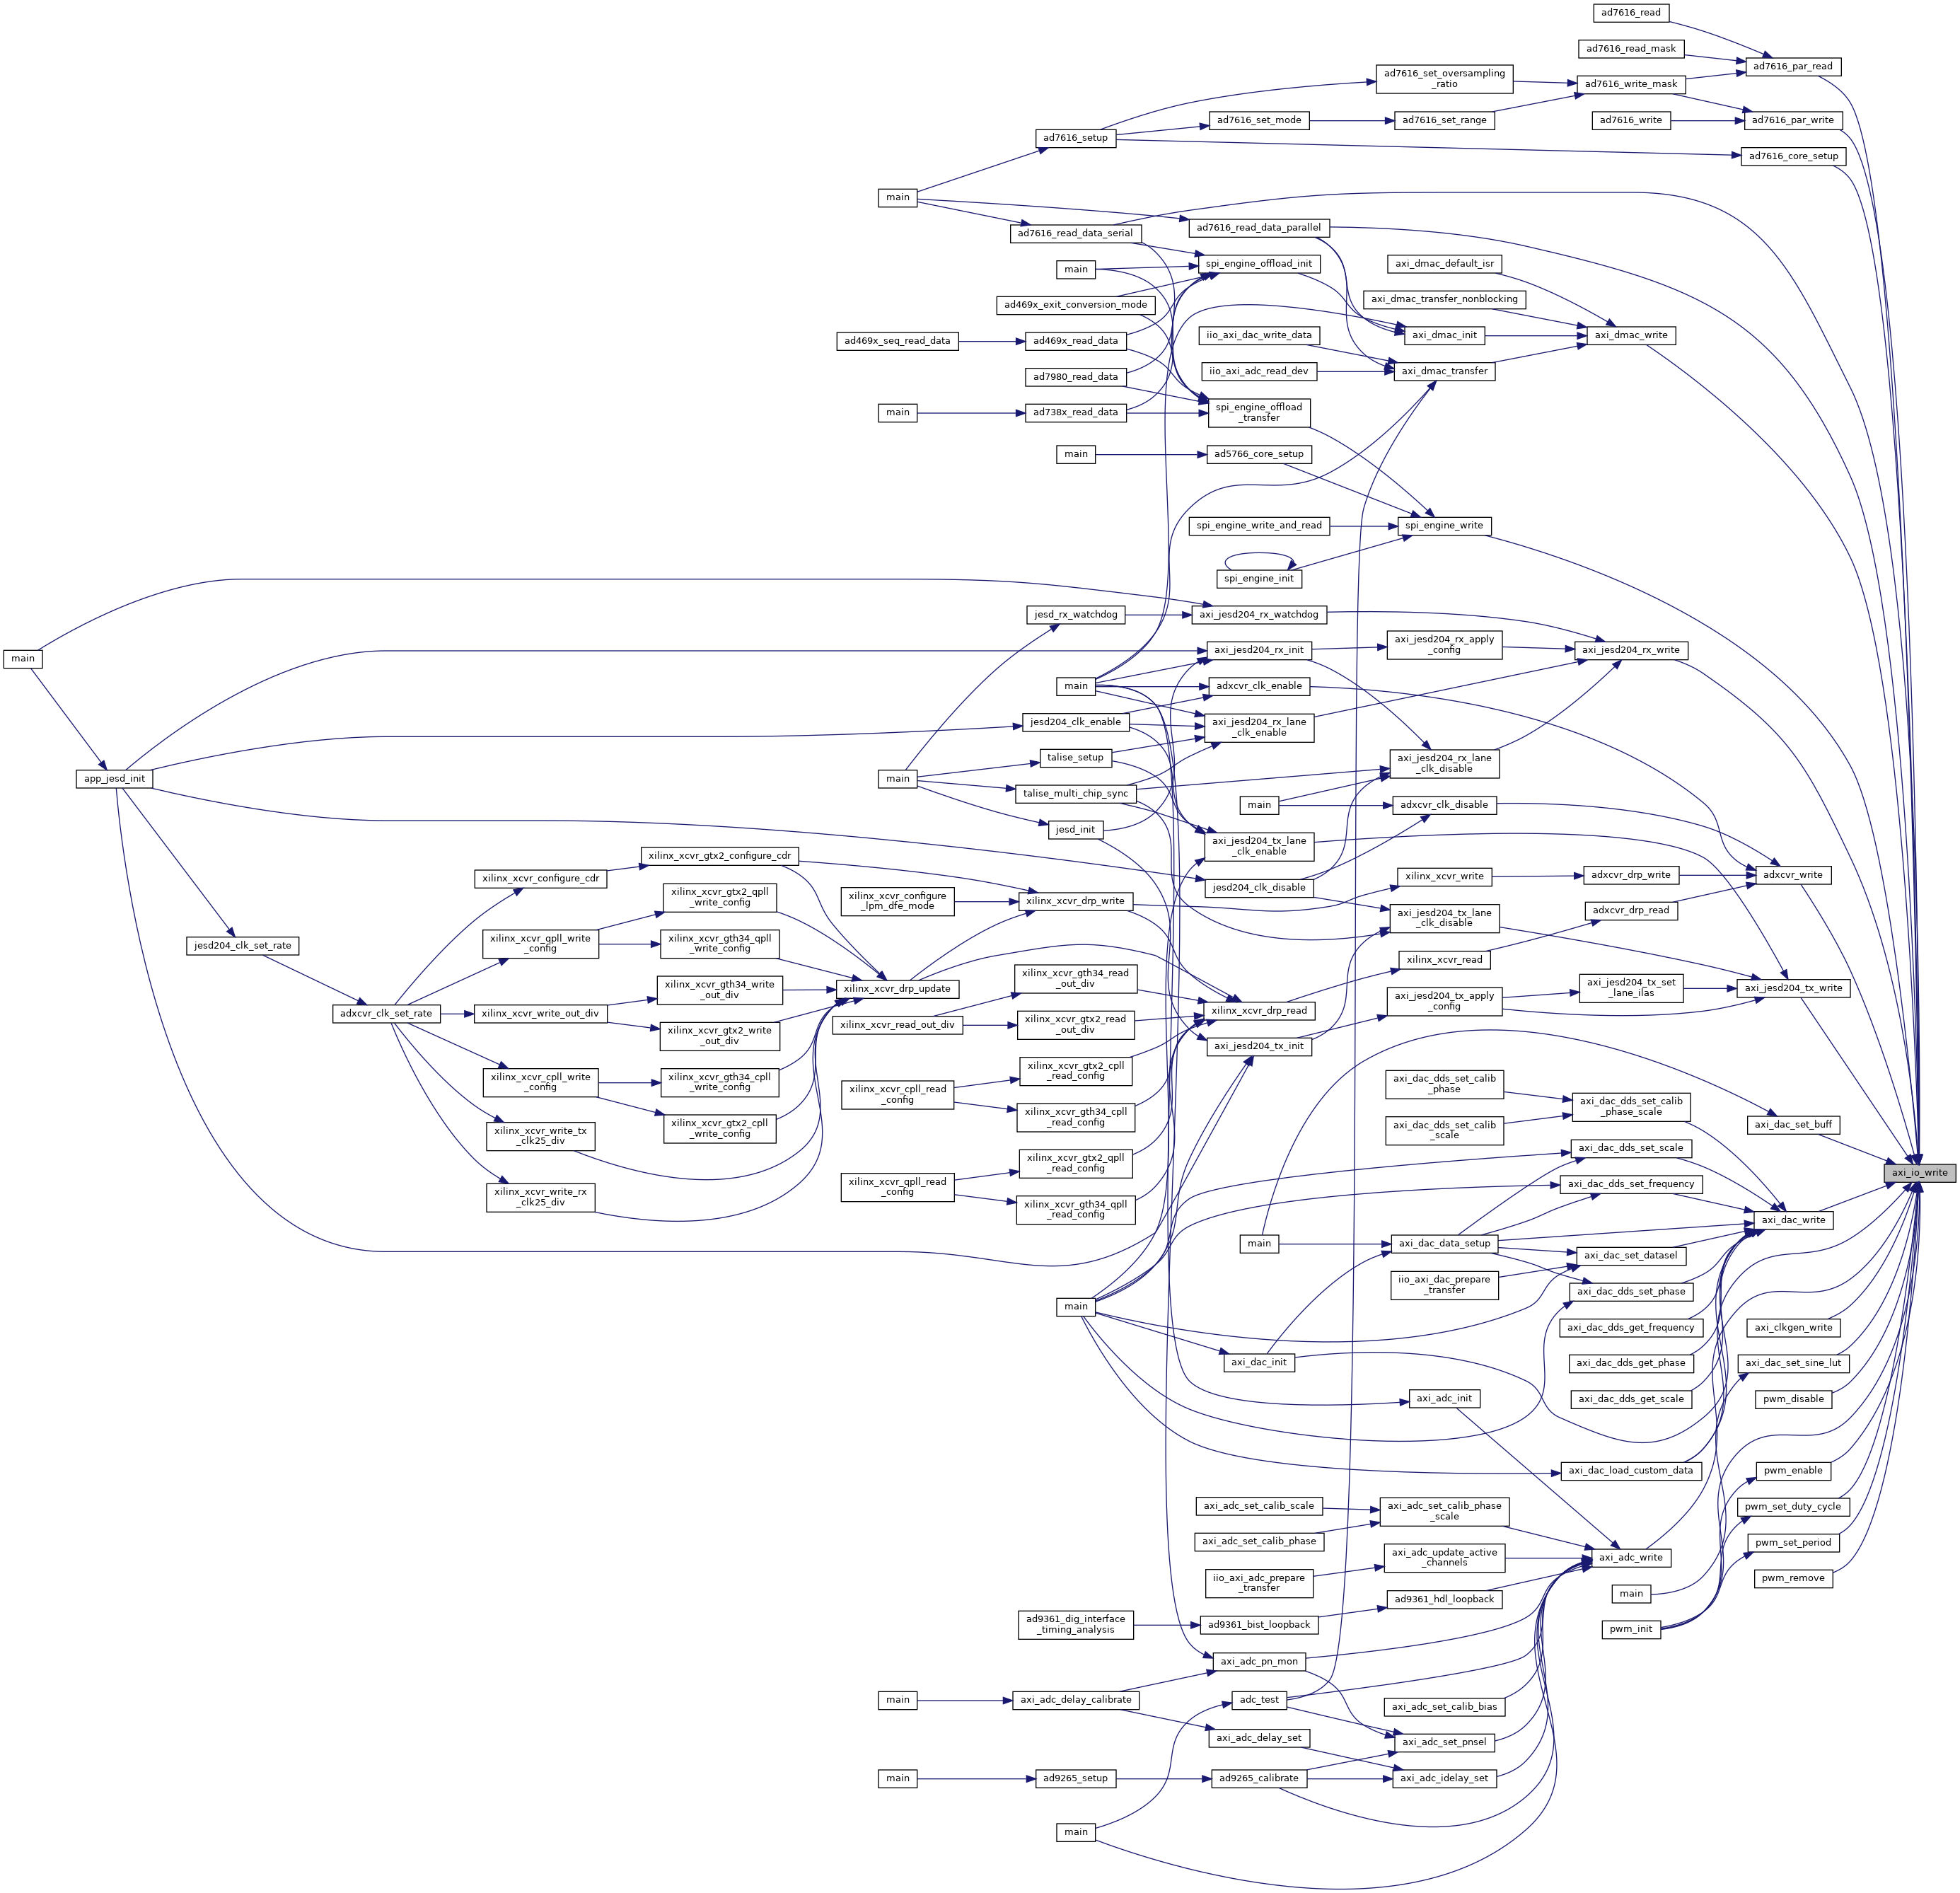 ad7616_read
ad7616_read_mask
ad7616_par_read
ad7616_set_oversampling
_ratio
ad7616_write_mask
ad7616_setup
ad7616_set_mode
ad7616_set_range
ad7616_write
ad7616_par_write
ad7616_core_setup
main
ad7616_read_data_serial
ad7616_read_data_parallel
main
spi_engine_offload_init
axi_dmac_default_isr
ad469x_exit_conversion_mode
axi_dmac_transfer_nonblocking
ad469x_seq_read_data
ad469x_read_data
iio_axi_dac_write_data
axi_dmac_init
axi_dmac_write
ad7980_read_data
iio_axi_adc_read_dev
axi_dmac_transfer
main
ad738x_read_data
spi_engine_offload
_transfer
main
ad5766_core_setup
spi_engine_write_and_read
spi_engine_write
spi_engine_init
jesd_rx_watchdog
axi_jesd204_rx_watchdog
main
axi_jesd204_rx_init
axi_jesd204_rx_apply
_config
axi_jesd204_rx_write
main
adxcvr_clk_enable
jesd204_clk_enable
axi_jesd204_rx_lane
_clk_enable
talise_setup
axi_jesd204_rx_lane
_clk_disable
app_jesd_init
main
talise_multi_chip_sync
main
adxcvr_clk_disable
jesd_init
axi_jesd204_tx_lane
_clk_enable
xilinx_xcvr_gtx2_configure_cdr
xilinx_xcvr_configure_cdr
xilinx_xcvr_gtx2_qpll
_write_config
xilinx_xcvr_configure
_lpm_dfe_mode
xilinx_xcvr_drp_write
jesd204_clk_disable
xilinx_xcvr_write
adxcvr_drp_write
adxcvr_write
adxcvr_drp_read
axi_jesd204_tx_lane
_clk_disable
jesd204_clk_set_rate
xilinx_xcvr_gpll_write
_config
xilinx_xcvr_gth34_qpll
_write_config
xilinx_xcvr_read
xilinx_xcvr_gth34_write
_out_div
xilinx_xcvr_drp_update
xilinx_xcvr_gth34_read
_out_div
axi_jesd204_tx_set
_lane_ilas
axi_jesd204_tx_write
adxcvr_clk_set_rate
xilinx_xcvr_write_out_div
xilinx_xcvr_gtx2_write
_out_div
xilinx_xcvr_read_out_div
xilinx_xcvr_gtx2_read
_out_div
xilinx_xcvr_drp_read
axi_jesd204_tx_apply
_config
axi_jesd204_tx_init
xilinx_xcvr_cpll_write
_config
xilinx_xcvr_gth34_cpll
_write_config
xilinx_xcvr_gtx2_cpll
_write_config
xilinx_xcvr_cpll_read
_config
xilinx_xcvr_gtx2_cpll
_read_config
xilinx_xcvr_gth34_cpll
_read_config
axi_dac_dds_set_calib
_phase
axi_dac_dds_set_calib
_phase_scale
axi_dac_dds_set_calib
_scale
axi_dac_set_buff
xilinx_xcvr_write_tx
_clk25_div
xilinx_xcvr_write_rx
_clk25_div
xilinx_xcvr_qpll_read
_config
xilinx_xcvr_gtx2_qpll
_read_config
xilinx_xcvr_gth34_qpll
_read_config
axi_dac_dds_set_scale
axi_io_write
axi_dac_dds_set_frequency
axi_dac_write
main
axi_dac_data_setup
axi_dac_set_datasel
iio_axi_dac_prepare
_transfer
axi_dac_dds_set_phase
main
axi_dac_dds_get_frequency
axi_clkgen_write
axi_dac_init
axi_dac_dds_get_phase
axi_dac_set_sine_lut
axi_adc_init
axi_dac_dds_get_scale
pwm_disable
axi_dac_load_custom_data
pwm_enable
axi_adc_set_calib_scale
axi_adc_set_calib_phase
_scale
pwm_set_duty_cycle
axi_adc_set_calib_phase
pwm_set_period
axi_adc_update_active
_channels
axi_adc_write
iio_axi_adc_prepare
_transfer
pwm_remove
ad9361_hdl_loopback
main
ad9361_dig_interface
_timing_analysis
ad9361_bist_loopback
pwm_init
axi_adc_pn_mon
main
axi_adc_delay_calibrate
adc_test
axi_adc_set_calib_bias
axi_adc_delay_set
axi_adc_set_pnsel
main
ad9265_setup
ad9265_calibrate
axi_adc_idelay_set
main